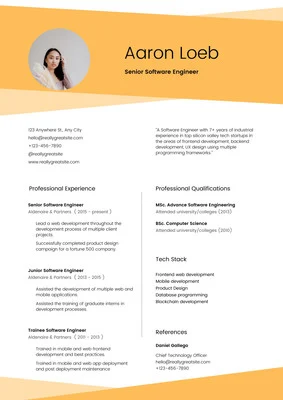 Aaron Loeb
Senior Software Engineer
123 Anywhere St., Any City
hello@reallygreatsite
+123-456-7890
@reallygreatsite
www.reallygreatsite
"A Software Engineer with 7+ years of industrial
experience in top silicon valley tech startups in
the areas of frontend development, backend
development, UX design using multiple
programming frameworks."
Professional Experience
Senior Software Engineer
Aldenaire & Partners ( 2015 - present )
Lead a web development throughout the
development process of multiple client
projects.
Successfully completed product design
campaign for a fortune 500 company
Junior Software Engineer
Aldenaire & Partners ( 2013 - 2015 )
Assisted the development of multiple web and
mobile applications.
Assisted the training of graduate interns in
development processes.
Trainee Software Engineer
Aldenaire & Partners ( 2011 - 2013 )
Trained in mobile and web frontend
development and best practices.
Trained in mobile and web app deployment
and post deployment maintenance
Professional Qualifications
MSc. Advance Software Engineering
Attended university/colleges (2013)
BSc. Computer Science
Attended university/colleges (2010)
Tech Stack
Frontend web development
Mobile development
Product Design
Database programming
Blockchain development
References
Daniel Gallego
Chief Technology Officer
hello@reallygreatsite
+123-456-7890